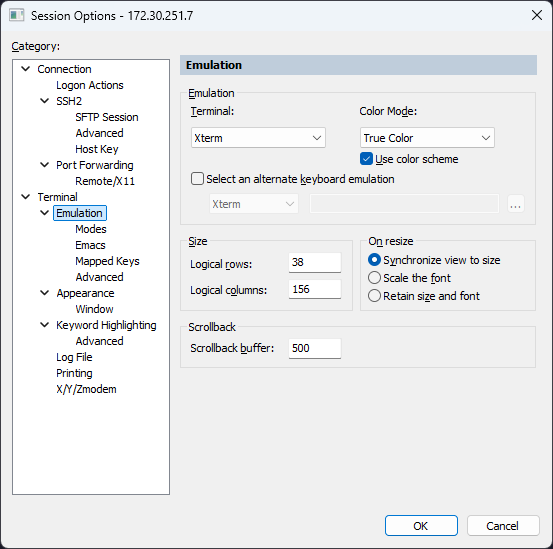 Session Options - 172.30.251.7
Category:
Connection
Logon Actions
SSH2
SFTP Session
Advanced
Host Key
Port Forwarding
Remote/X11
Terminal
Emulation
Modes
Emacs
Mapped Keys
Advanced
Appearance
Window
Keyword Highlighting
Advanced
Log File
Printing
X/Y/Zmodem
Emulation
Emulation
Terminal:
Xterm
Color Mode:
True Color
Use color scheme
Select an alternate keyboard emulation
Xterm
...
Size
Logical rows: 38
Logical columns: 156
On resize
Synchronize view to size
Scale the font
Retain size and font
Scrollback
Scrollback buffer: 500
OK
Cancel